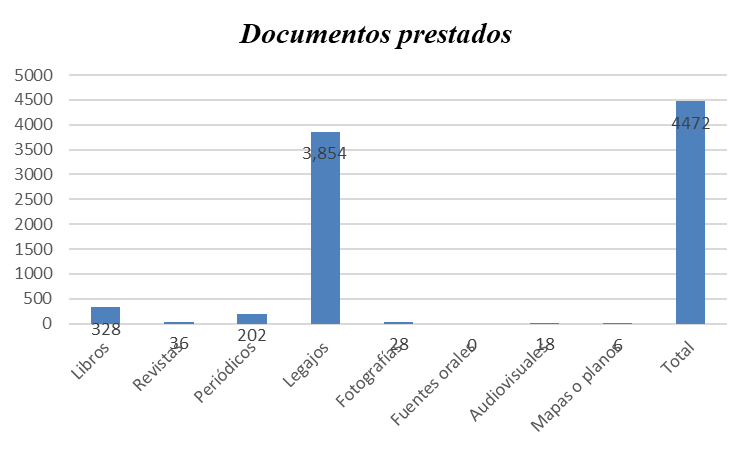 Documentos prestados
5000
4500
4000
3500
3000
2500
2000
1500
1000
500
0
328
36
202
3,854
28
0
18
6
4472
Libros
Revistas
Periódicos
Legajos
Fotografías
Fuentes orales
Audiovisuales
Mapas o planos
Total